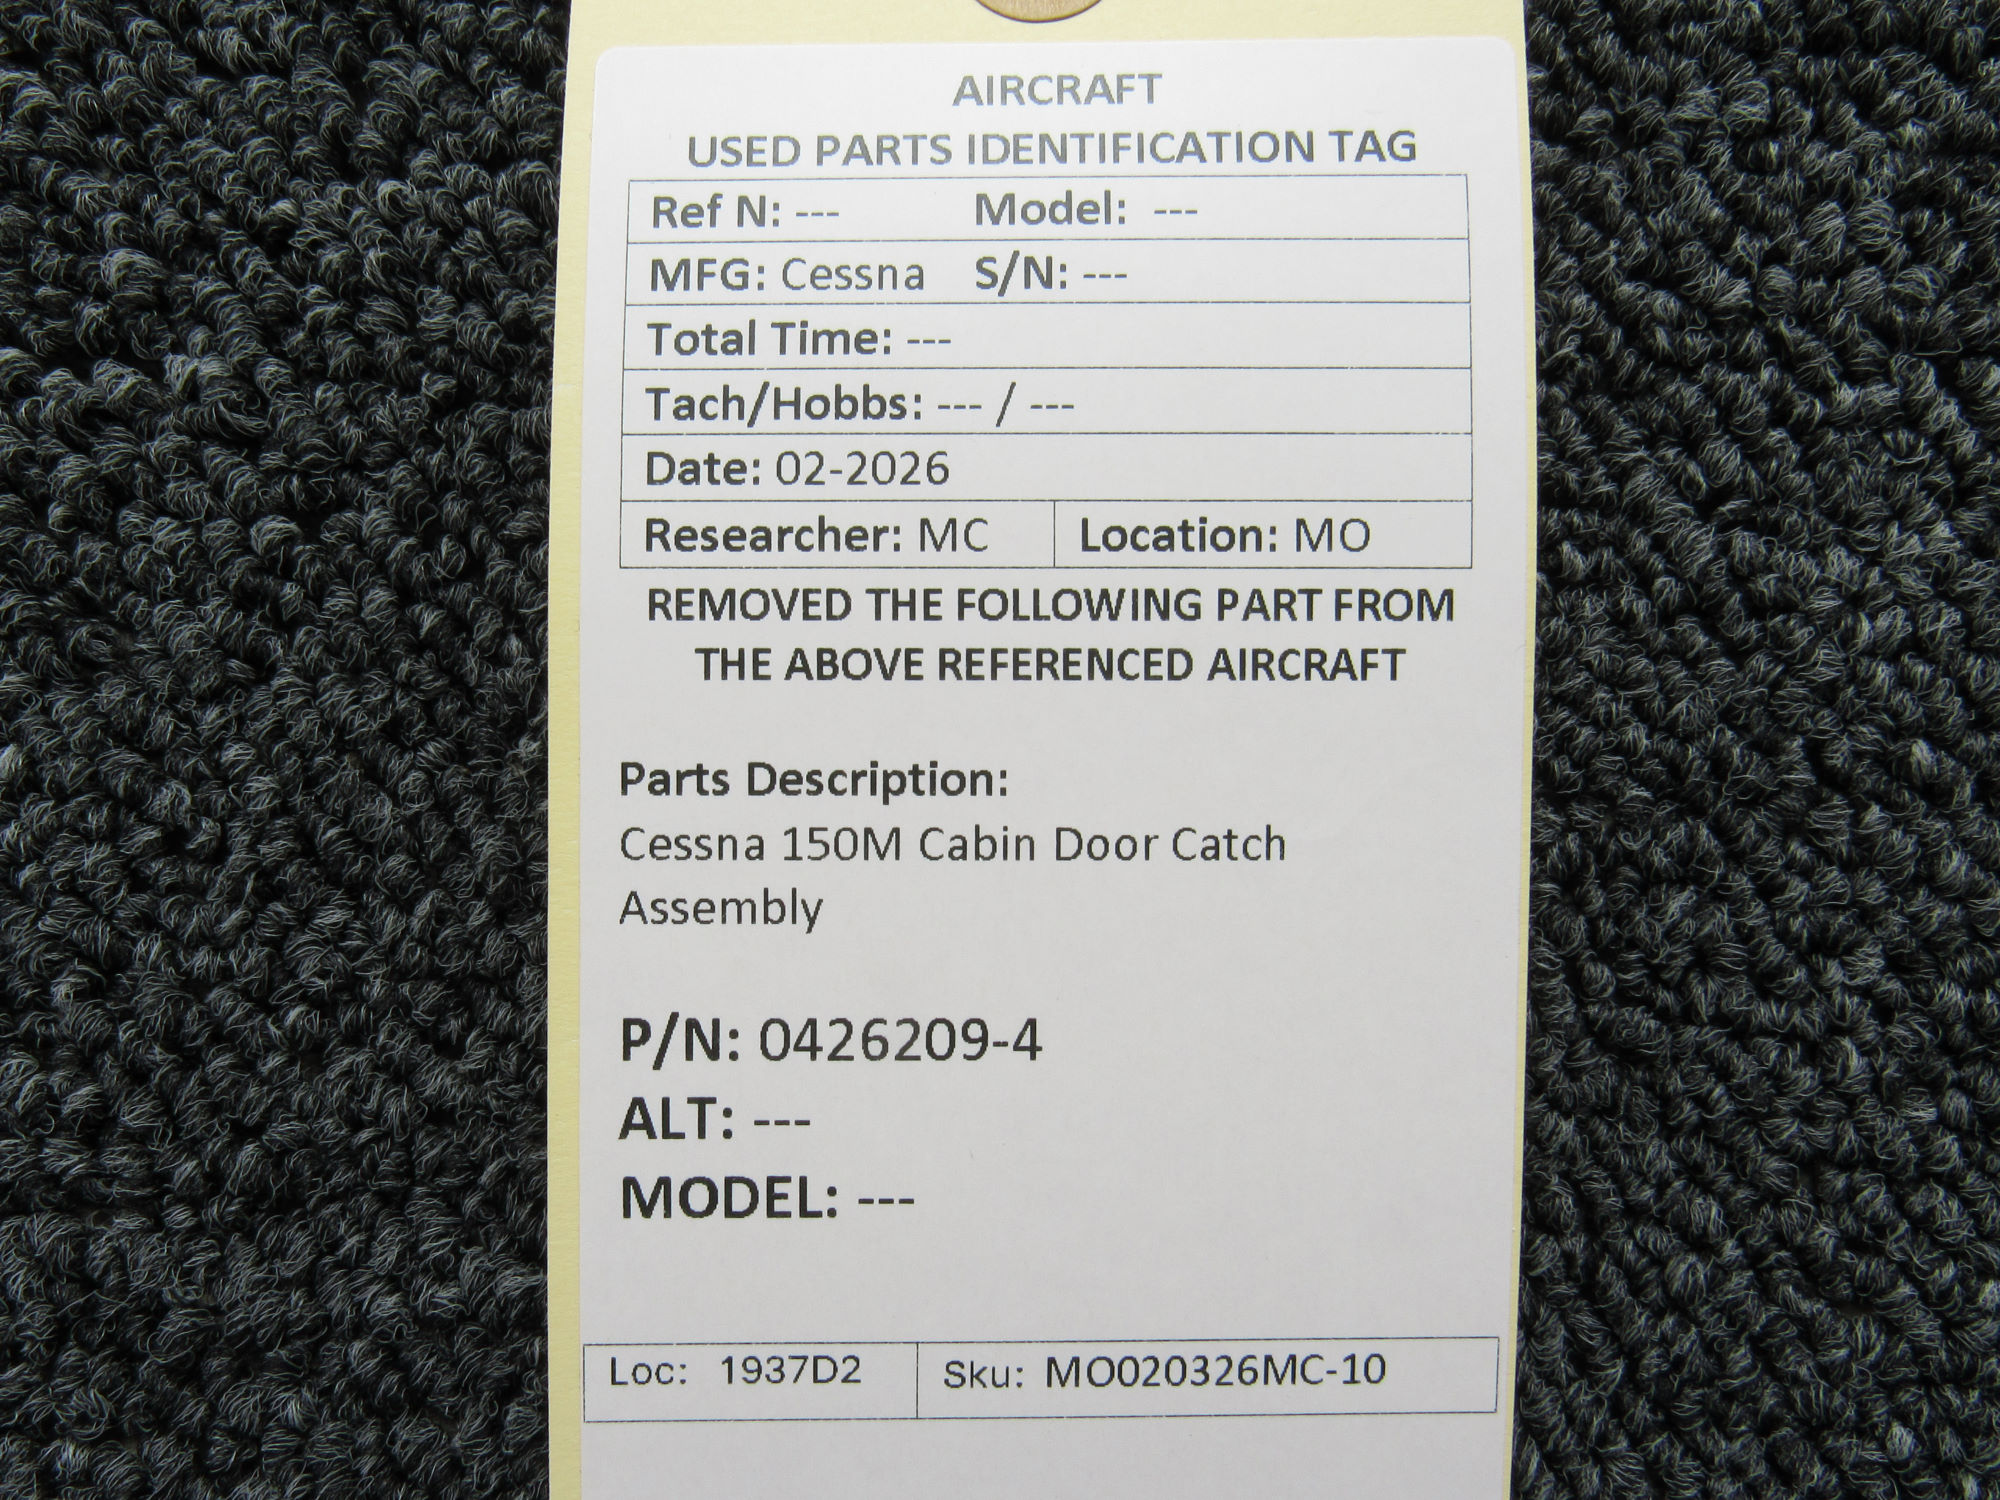 AIRCRAFT
USED PARTS IDENTIFICATION TAG
Ref N: --- Model: ---
MFG: Cessna S/N: ---
Total Time: ---
Tach/Hobbs: --- / ---
Date: 02-2026
Researcher: MC Location: MO
REMOVED THE FOLLOWING PART FROM
THE ABOVE REFERENCED AIRCRAFT
Parts Description:
Cessna 150M Cabin Door Catch
Assembly
P/N: 0426209-4
ALT: ---
MODEL: ---
Loc: 1937D2 Sku: MO020326MC-10